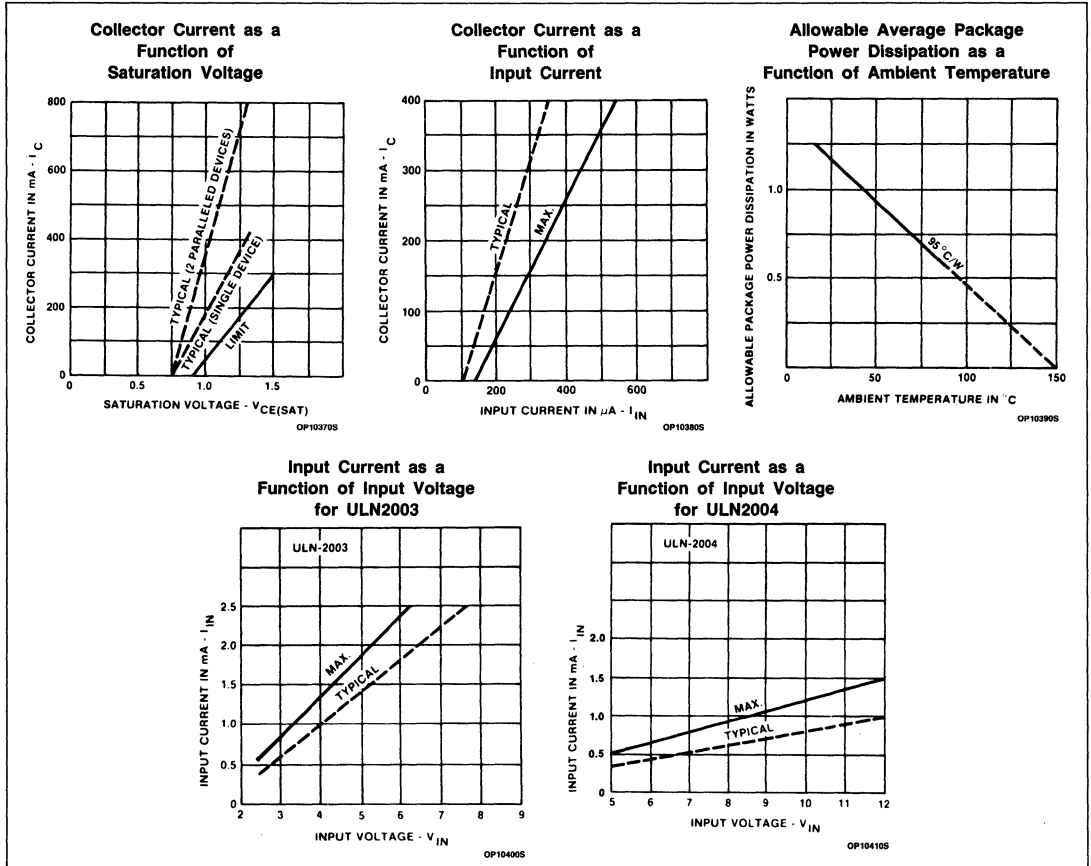 Collector Current as a
Function of
Saturation Voltage
COLLECTOR CURRENT IN mA - I C
800
600
400
200
0
TYPICAL (2 PARALLED DEVICES)
TYPICAL (SINGLE DEVICE)
LIMIT
0 0.5 1.0 1.5
SATURATION VOLTAGE - VCE(SAT)
OP10370S
Collector Current as a
Function of
Input Current
COLLECTOR CURRENT IN mA - I C
400
300
200
100
0
TYPICAL
MAX.
0 200 400 600
INPUT CURRENT IN μA - IIN
OP10380S
Allowable Average Package
Power Dissipation as a
Function of Ambient Temperature
ALLOWABLE PACKAGE POWER DISSIPATION IN WATTS
1.0
0.5
95°C/W
0 50 100 150
AMBIENT TEMPERATURE IN °C
OP10390S
Input Current as a
Function of Input Voltage
for ULN2003
ULN-2003
INPUT CURRENT IN mA - IIN
2.5
2.0
1.5
1.0
0.5
0
MAX.
TYPICAL
2 3 4 5 6 7 8 9
INPUT VOLTAGE - VIN
OP10400S
Input Current as a
Function of Input Voltage
for ULN2004
ULN-2004
INPUT CURRENT IN mA - IIN
2.0
1.5
1.0
0.5
0
MAX.
TYPICAL
5 6 7 8 9 10 11 12
INPUT VOLTAGE - VIN
OP10410S